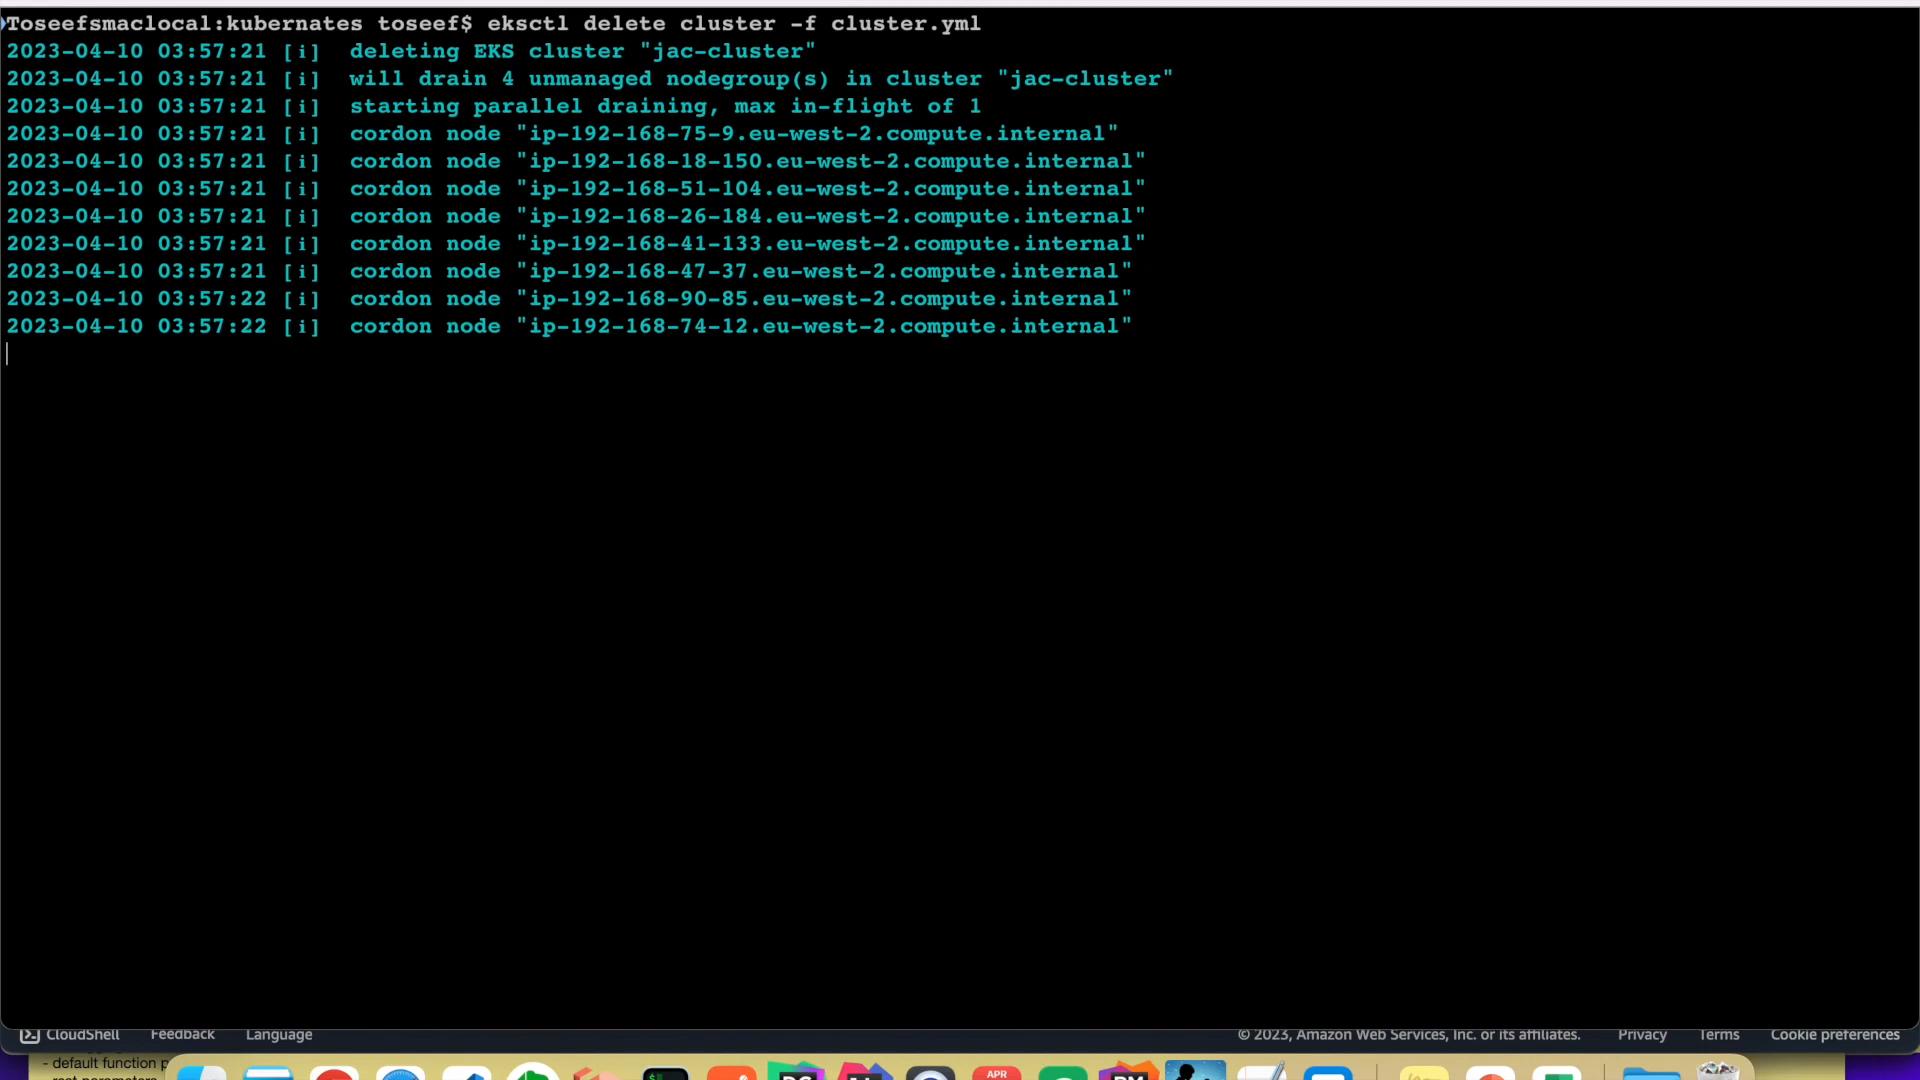 Toseefsmaclocal:kubernates toseef$ eksctl delete cluster -f cluster.yml
2023-04-10 03:57:21 [i]  deleting EKS cluster "jac-cluster"
2023-04-10 03:57:21 [i]  will drain 4 unmanaged nodegroup(s) in cluster "jac-cluster"
2023-04-10 03:57:21 [i]  starting parallel draining, max in-flight of 1
2023-04-10 03:57:21 [i]  cordon node "ip-192-168-75-9.eu-west-2.compute.internal"
2023-04-10 03:57:21 [i]  cordon node "ip-192-168-18-150.eu-west-2.compute.internal"
2023-04-10 03:57:21 [i]  cordon node "ip-192-168-51-104.eu-west-2.compute.internal"
2023-04-10 03:57:21 [i]  cordon node "ip-192-168-26-184.eu-west-2.compute.internal"
2023-04-10 03:57:21 [i]  cordon node "ip-192-168-41-133.eu-west-2.compute.internal"
2023-04-10 03:57:21 [i]  cordon node "ip-192-168-47-37.eu-west-2.compute.internal"
2023-04-10 03:57:22 [i]  cordon node "ip-192-168-90-85.eu-west-2.compute.internal"
2023-04-10 03:57:22 [i]  cordon node "ip-192-168-74-12.eu-west-2.compute.internal"
CloudShell Feedback Language © 2023, Amazon Web Services, Inc. or its affiliates. Privacy Terms Cookie preferences
- default function p
APR